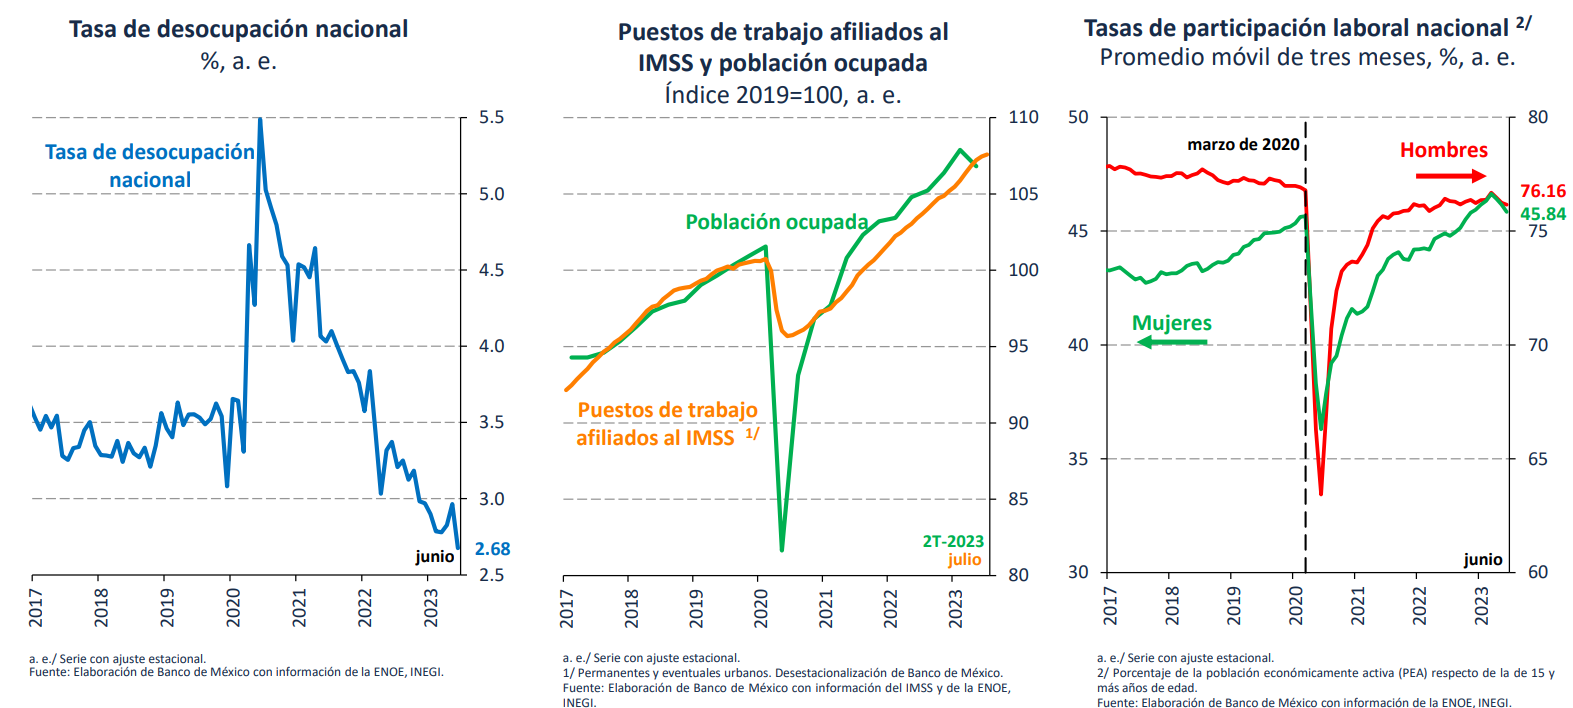 Tasa de desocupación nacional
%, a. e.
Tasa de desocupación
nacional
5.5
5.0
4.5
4.0
3.5
3.0
2.5
2.68
junio
2017
2018
2019
2020
2021
2022
2023
a. e./ Serie con ajuste estacional.
Fuente: Elaboración de Banco de México con información de la ENOE, INEGI.
Puestos de trabajo afiliados al
IMSS y población ocupada
Índice 2019=100, a. e.
110
105
100
95
90
85
80
Población ocupada
Puestos de trabajo
afiliados al IMSS 1/
2T-2023
julio
2017
2018
2019
2020
2021
2022
2023
a. e./ Serie con ajuste estacional.
1/ Permanentes y eventuales urbanos. Desestacionalización de Banco de México.
Fuente: Elaboración de Banco de México con información del IMSS y de la ENOE,
INEGI.
Tasas de participación laboral nacional 2/
Promedio móvil de tres meses, %, a. e.
50
45
40
35
30
80
75
70
65
60
marzo de 2020
Hombres
76.16
45.84
Mujeres
junio
2017
2018
2019
2020
2021
2022
2023
a. e./ Serie con ajuste estacional.
2/ Porcentaje de la población económicamente activa (PEA) respecto de la de 15 y
más años de edad.
Fuente: Elaboración de Banco de México con información de la ENOE, INEGI.